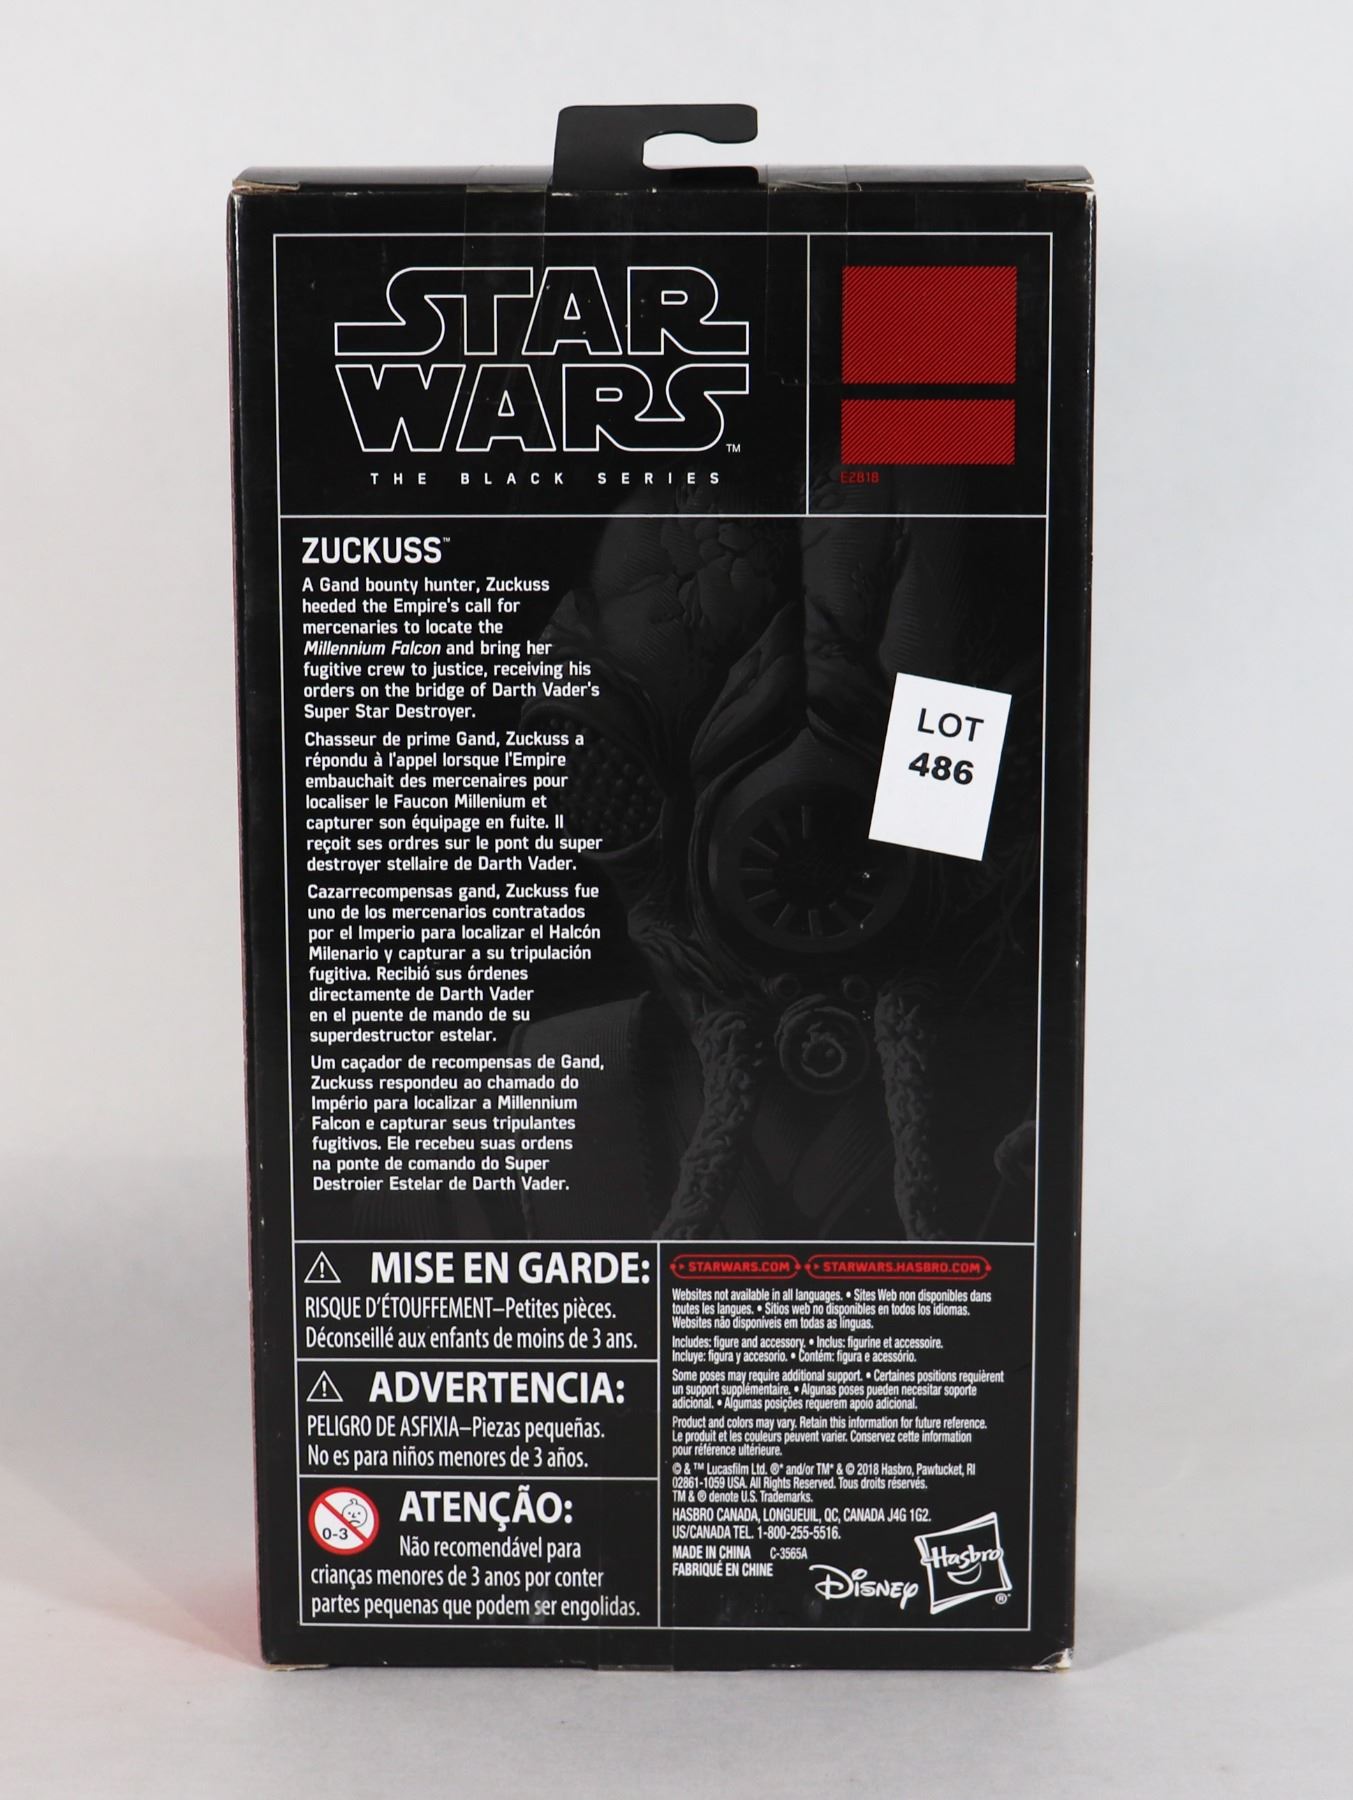 STAR
WARS™
THE BLACK SERIES
E2818
ZUCKUSS™
A Gand bounty hunter, Zuckuss
heeded the Empire's call for
mercenaries to locate the
Millennium Falcon and bring her
fugitive crew to justice, receiving his
orders on the bridge of Darth Vader's
Super Star Destroyer.
Chasseur de prime Gand, Zuckuss a
répondu à l'appel lorsque l'Empire
embauchait des mercenaires pour
localiser le Faucon Millenium et
capturer son équipage en fuite. Il
reçoit ses ordres sur le pont du super
destroyer stellaire de Darth Vader.
Cazarrecompensas gand, Zuckuss fue
uno de los mercenarios contratados
por el Imperio para localizar el Halcón
Milenario y capturar a su tripulación
fugitiva. Recibió sus órdenes
directamente de Darth Vader
en el puente de mando de su
superdestructor estelar.
Um caçador de recompensas de Gand,
Zuckuss respondeu ao chamado do
Império para localizar a Millennium
Falcon e capturar seus tripulantes
fugitivos. Ele recebeu suas ordens
na ponte de comando do Super
Destroier Estelar de Darth Vader.
LOT
486
MISE EN GARDE:
RISQUE D'ÉTOUFFEMENT–Petites pièces.
Déconseillé aux enfants de moins de 3 ans.
ADVERTENCIA:
PELIGRO DE ASFIXIA–Piezas pequeñas.
No es para niños menores de 3 años.
0-3
ATENÇÃO:
Não recomendável para
crianças menores de 3 anos por conter
partes pequenas que podem ser engolidas.
STARWARS.COM STARWARS.HASBRO.COM
Websites not available in all languages. • Sites Web non disponibles dans
toutes les langues. • Sitios web no disponibles en todos los idiomas.
Websites não disponíveis em todas as línguas.
Includes: figure and accessory. • Inclus: figurine et accessoire.
Incluye: figura y accesorio. • Contém: figura e acessório.
Some poses may require additional support. • Certaines positions requièrent
un support supplémentaire. • Algunas poses pueden necesitar soporte
adicional. • Algumas posições requerem apoio adicional.
Product and colors may vary. Retain this information for future reference.
Le produit et les couleurs peuvent varier. Conservez cette information
pour référence ultérieure.
© & ™ Lucasfilm Ltd. ®* and/or TM* & © 2018 Hasbro, Pawtucket, RI
02861-1059 USA. All Rights Reserved. Tous droits réservés.
TM & ® denote U.S. Trademarks.
HASBRO CANADA, LONGUEUIL, QC, CANADA J4G 1G2.
US/CANADA TEL. 1-800-255-5516.
MADE IN CHINA C-3565A
FABRIQUÉ EN CHINE
Disney
Hasbro®